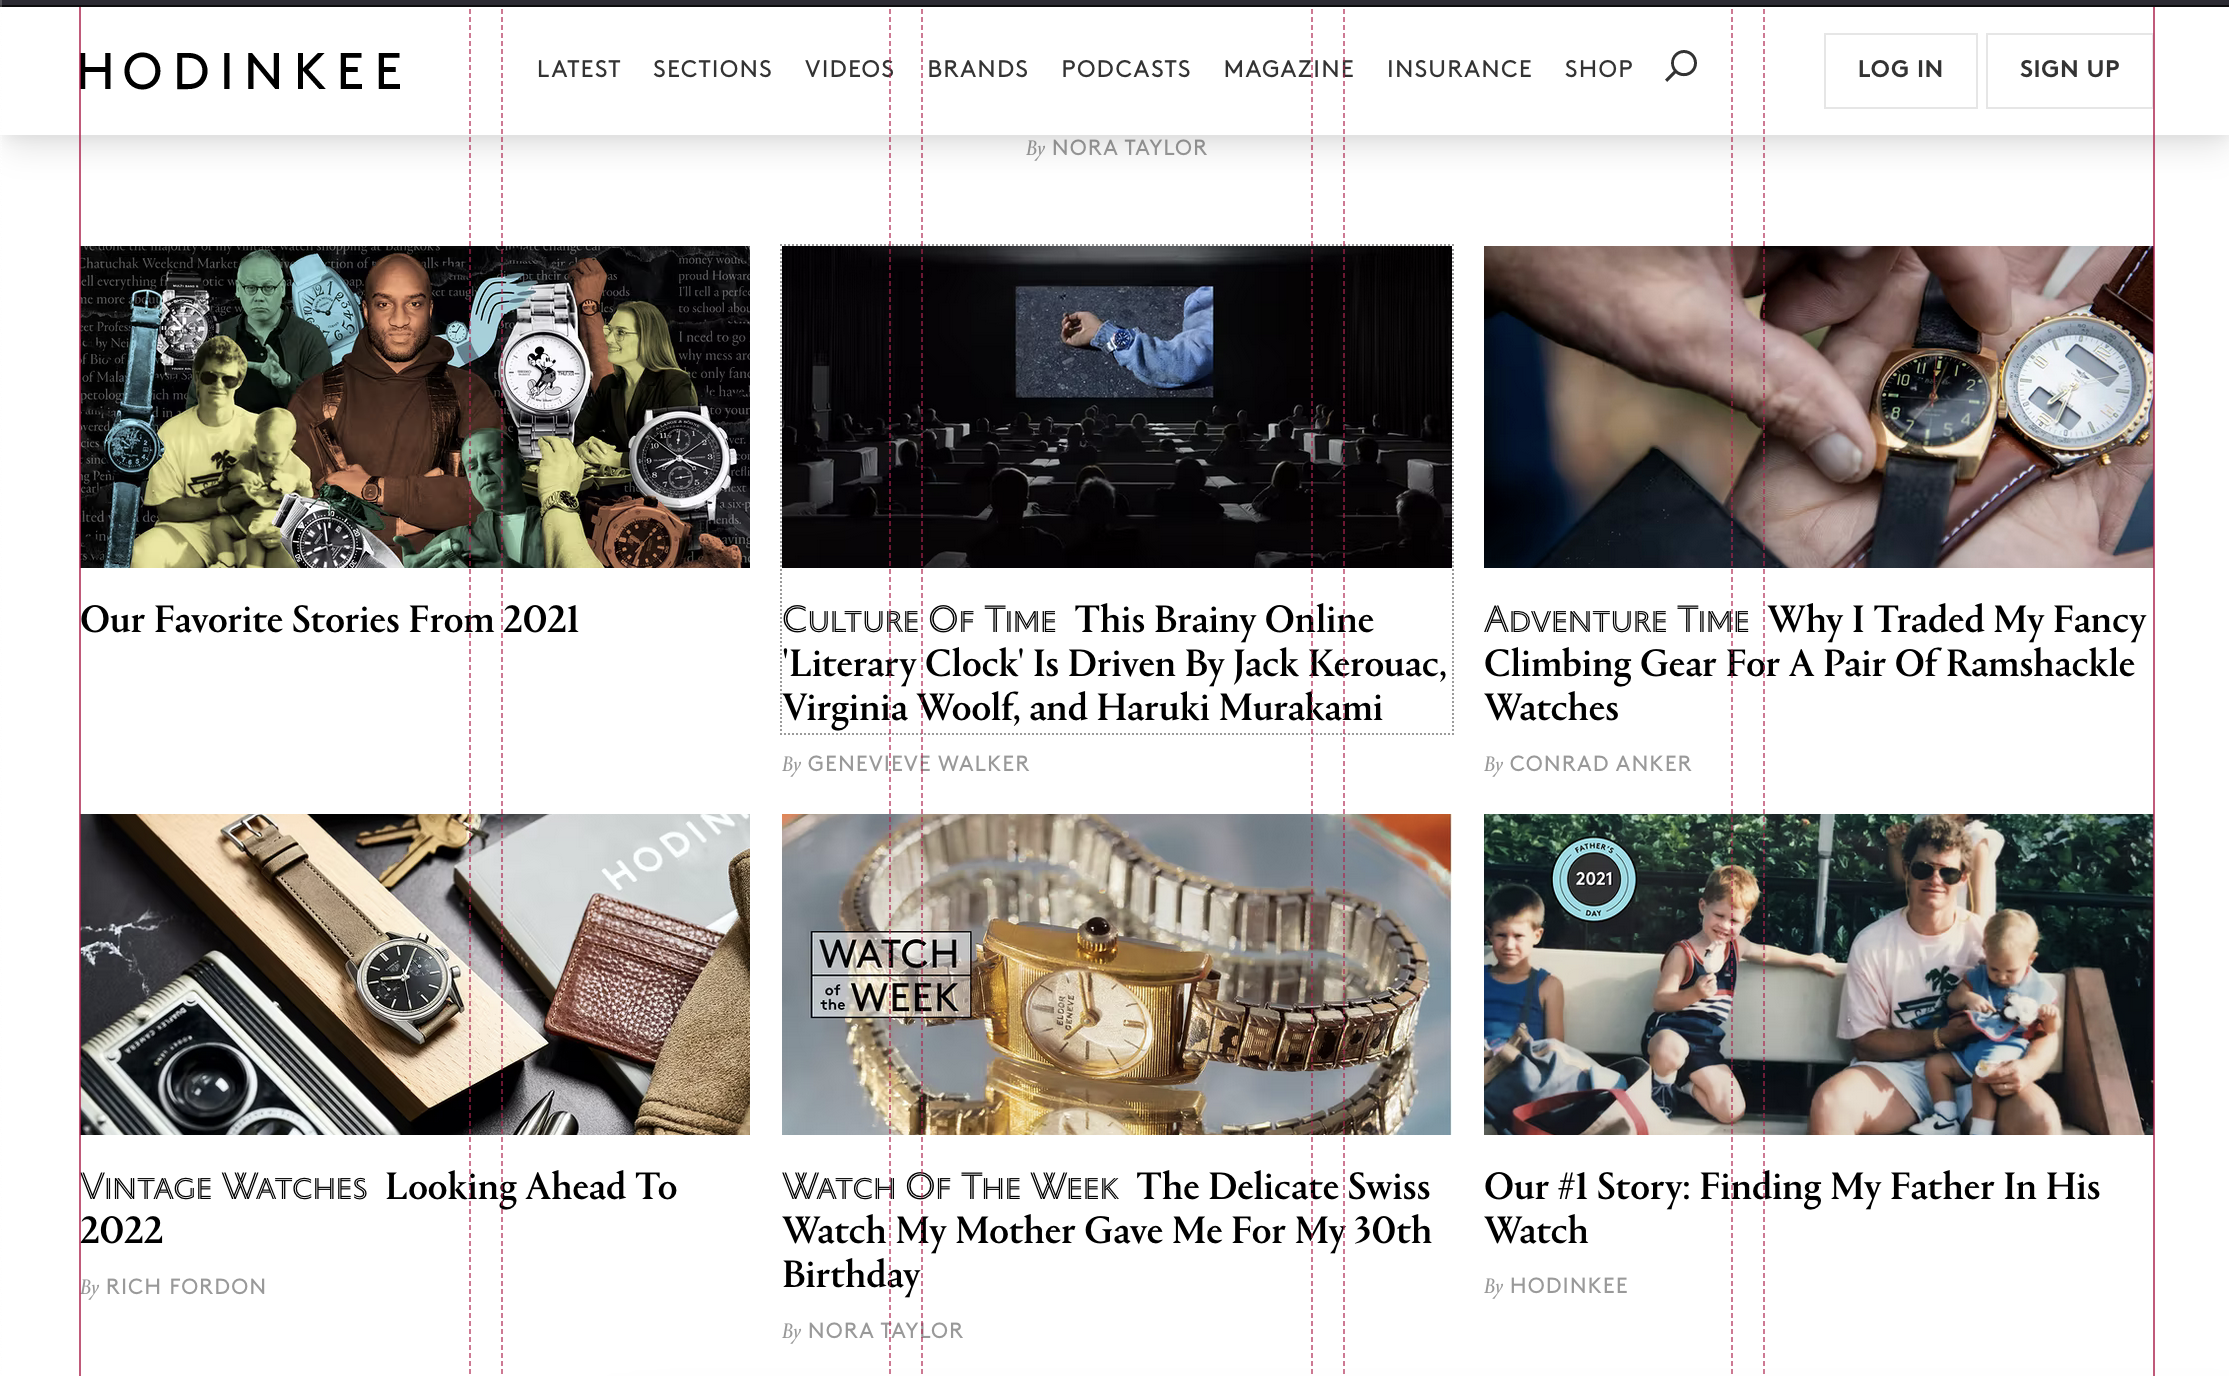 HODINKEE
LATEST SECTIONS VIDEOS BRANDS PODCASTS MAGAZINE INSURANCE SHOP
LOG IN SIGN UP
By NORA TAYLOR
Our Favorite Stories From 2021
CULTURE OF TIME This Brainy Online
'Literary Clock' Is Driven By Jack Kerouac,
Virginia Woolf, and Haruki Murakami
By GENEVIEVE WALKER
ADVENTURE TIME Why I Traded My Fancy
Climbing Gear For A Pair Of Ramshackle
Watches
By CONRAD ANKER
VINTAGE WATCHES Looking Ahead To
2022
By RICH FORDON
WATCH
of the WEEK
ELDOR
GENEVE
WATCH OF THE WEEK The Delicate Swiss
Watch My Mother Gave Me For My 30th
Birthday
By NORA TAYLOR
FATHER'S
2021
DAY
Our #1 Story: Finding My Father In His
Watch
By HODINKEE